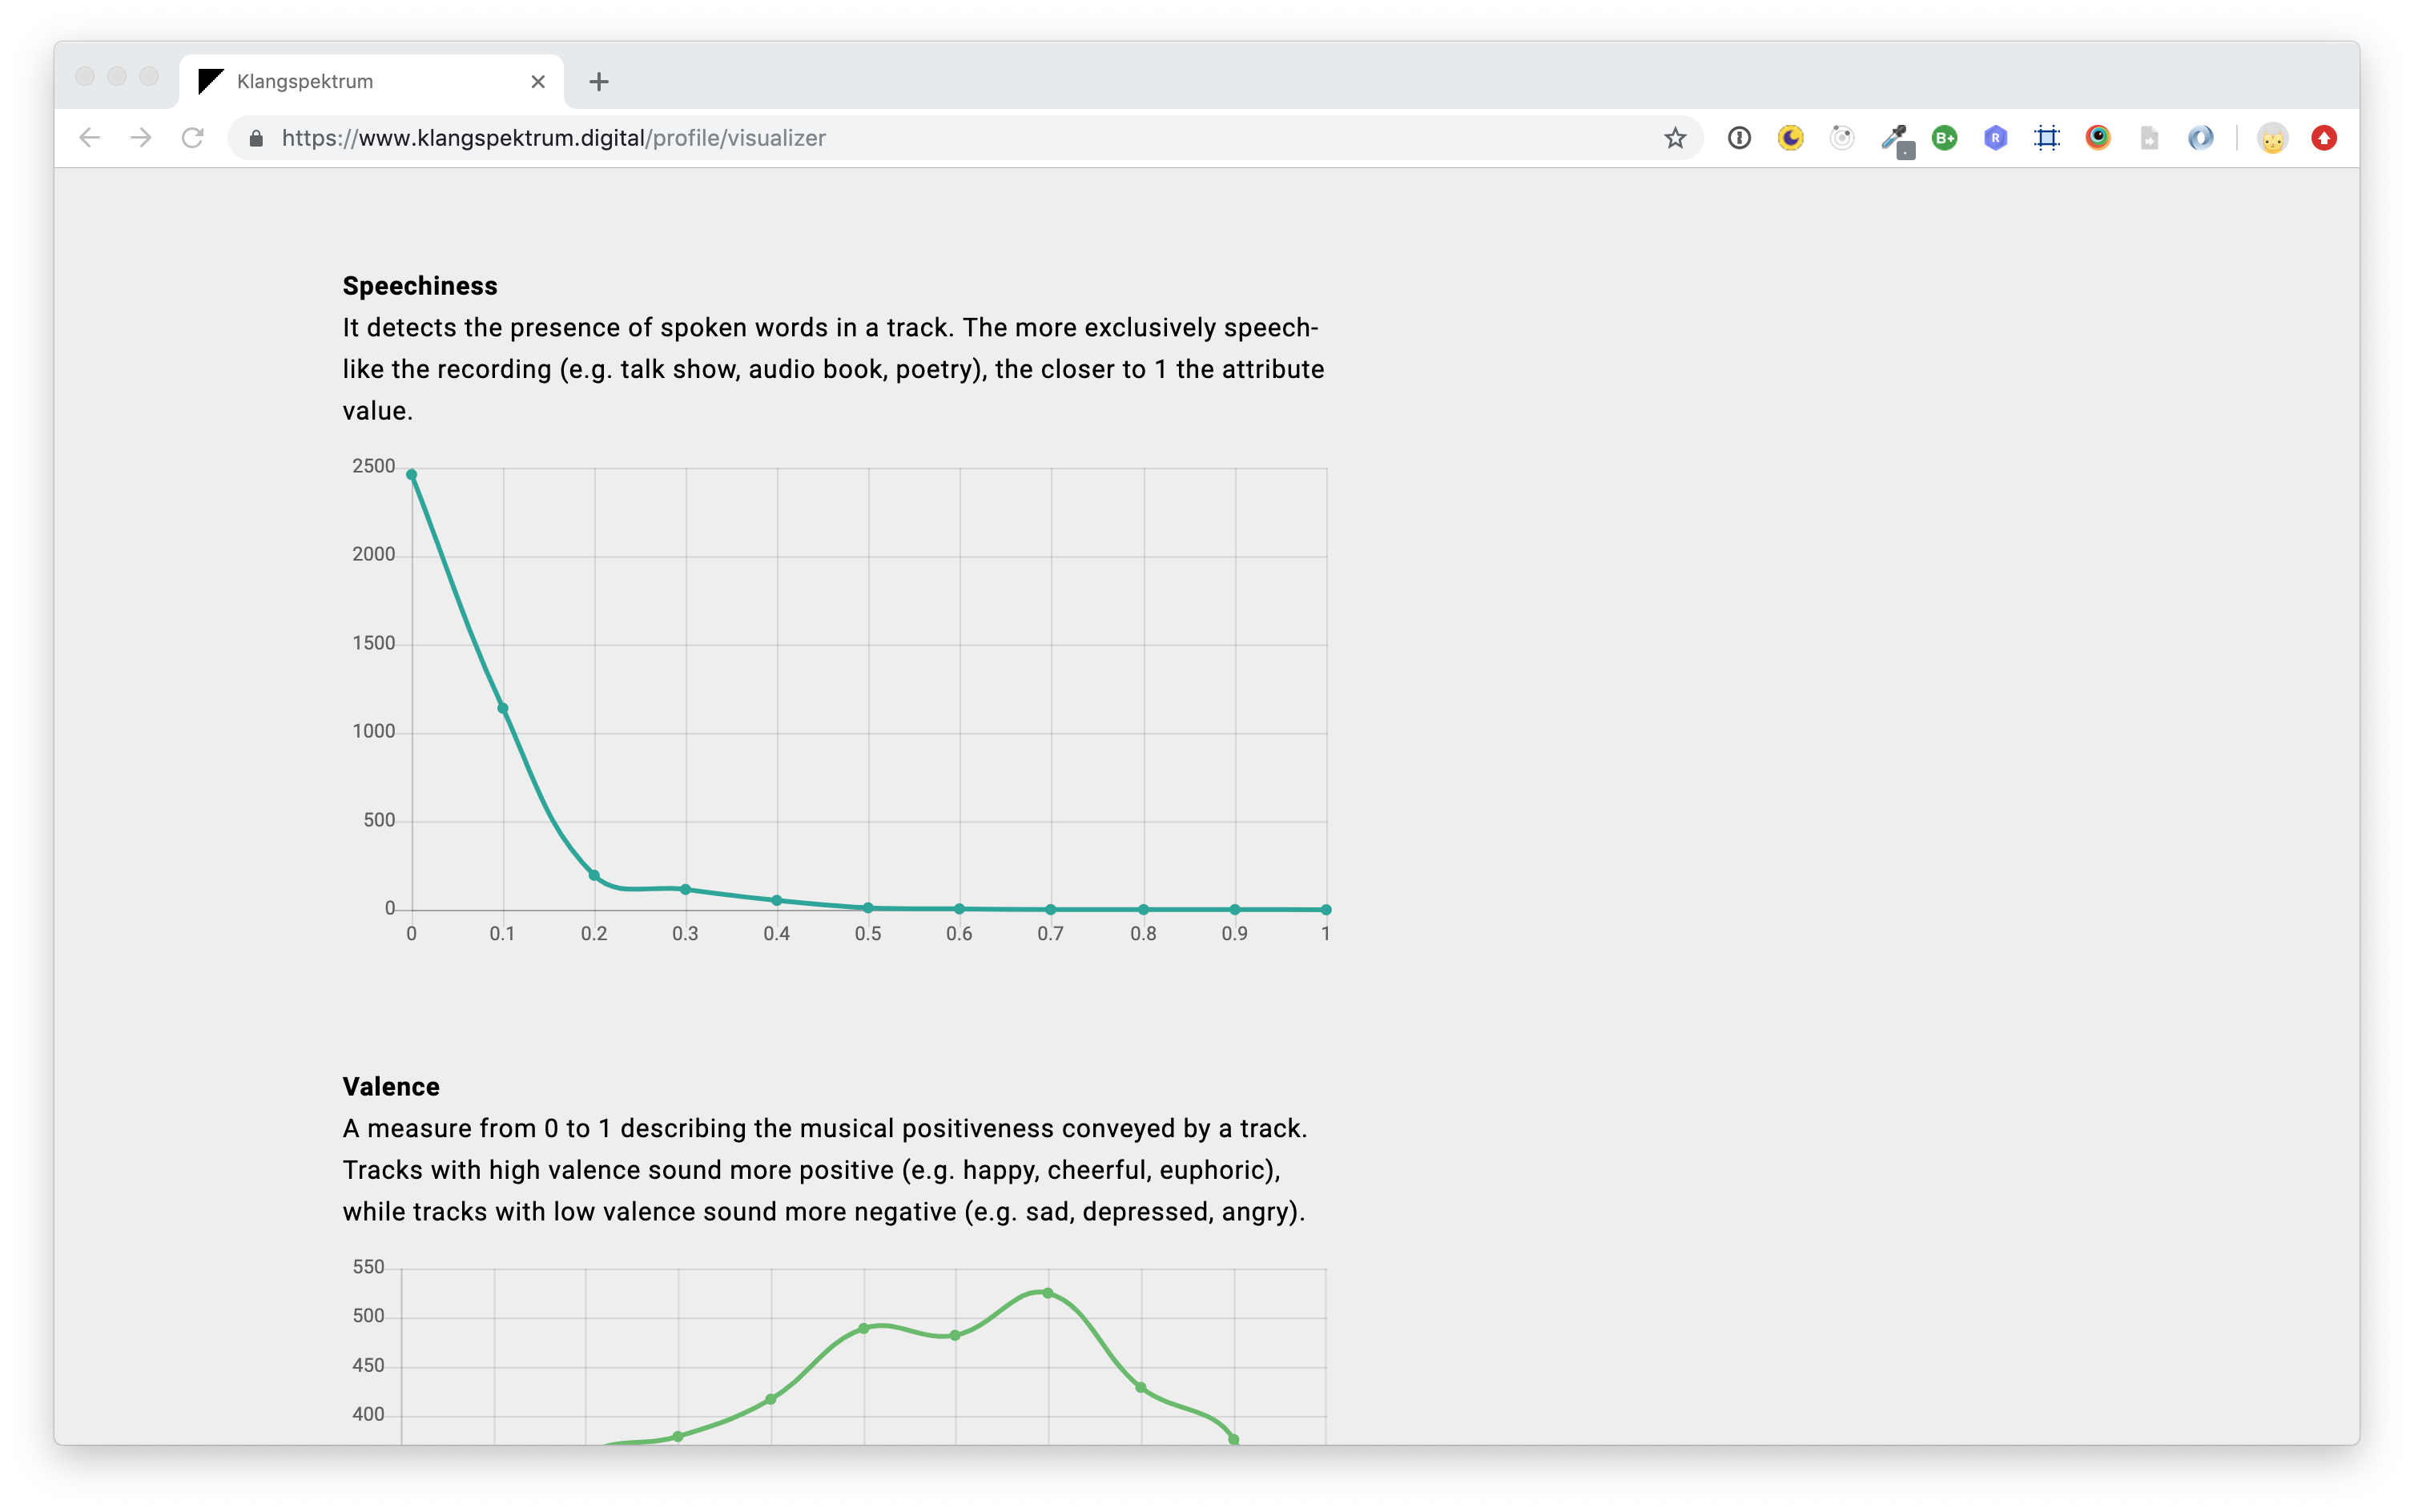 Klangspektrum
https://www.klangspektrum.digital/profile/visualizer
B+
R
Speechiness
It detects the presence of spoken words in a track. The more exclusively speech-
like the recording (e.g. talk show, audio book, poetry), the closer to 1 the attribute
value.
2500
2000
1500
1000
500
0
0 0.1 0.2 0.3 0.4 0.5 0.6 0.7 0.8 0.9 1
Valence
A measure from 0 to 1 describing the musical positiveness conveyed by a track.
Tracks with high valence sound more positive (e.g. happy, cheerful, euphoric),
while tracks with low valence sound more negative (e.g. sad, depressed, angry).
550
500
450
400